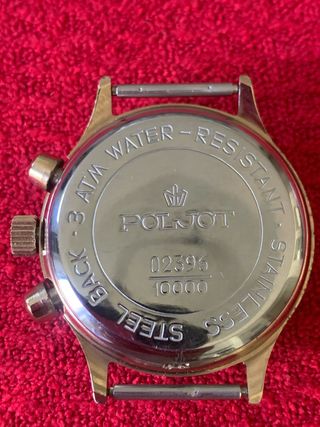 3 ATM WATER-RESISTANT · STAINLESS STEEL BACK ·
POLJOT
02396
10000